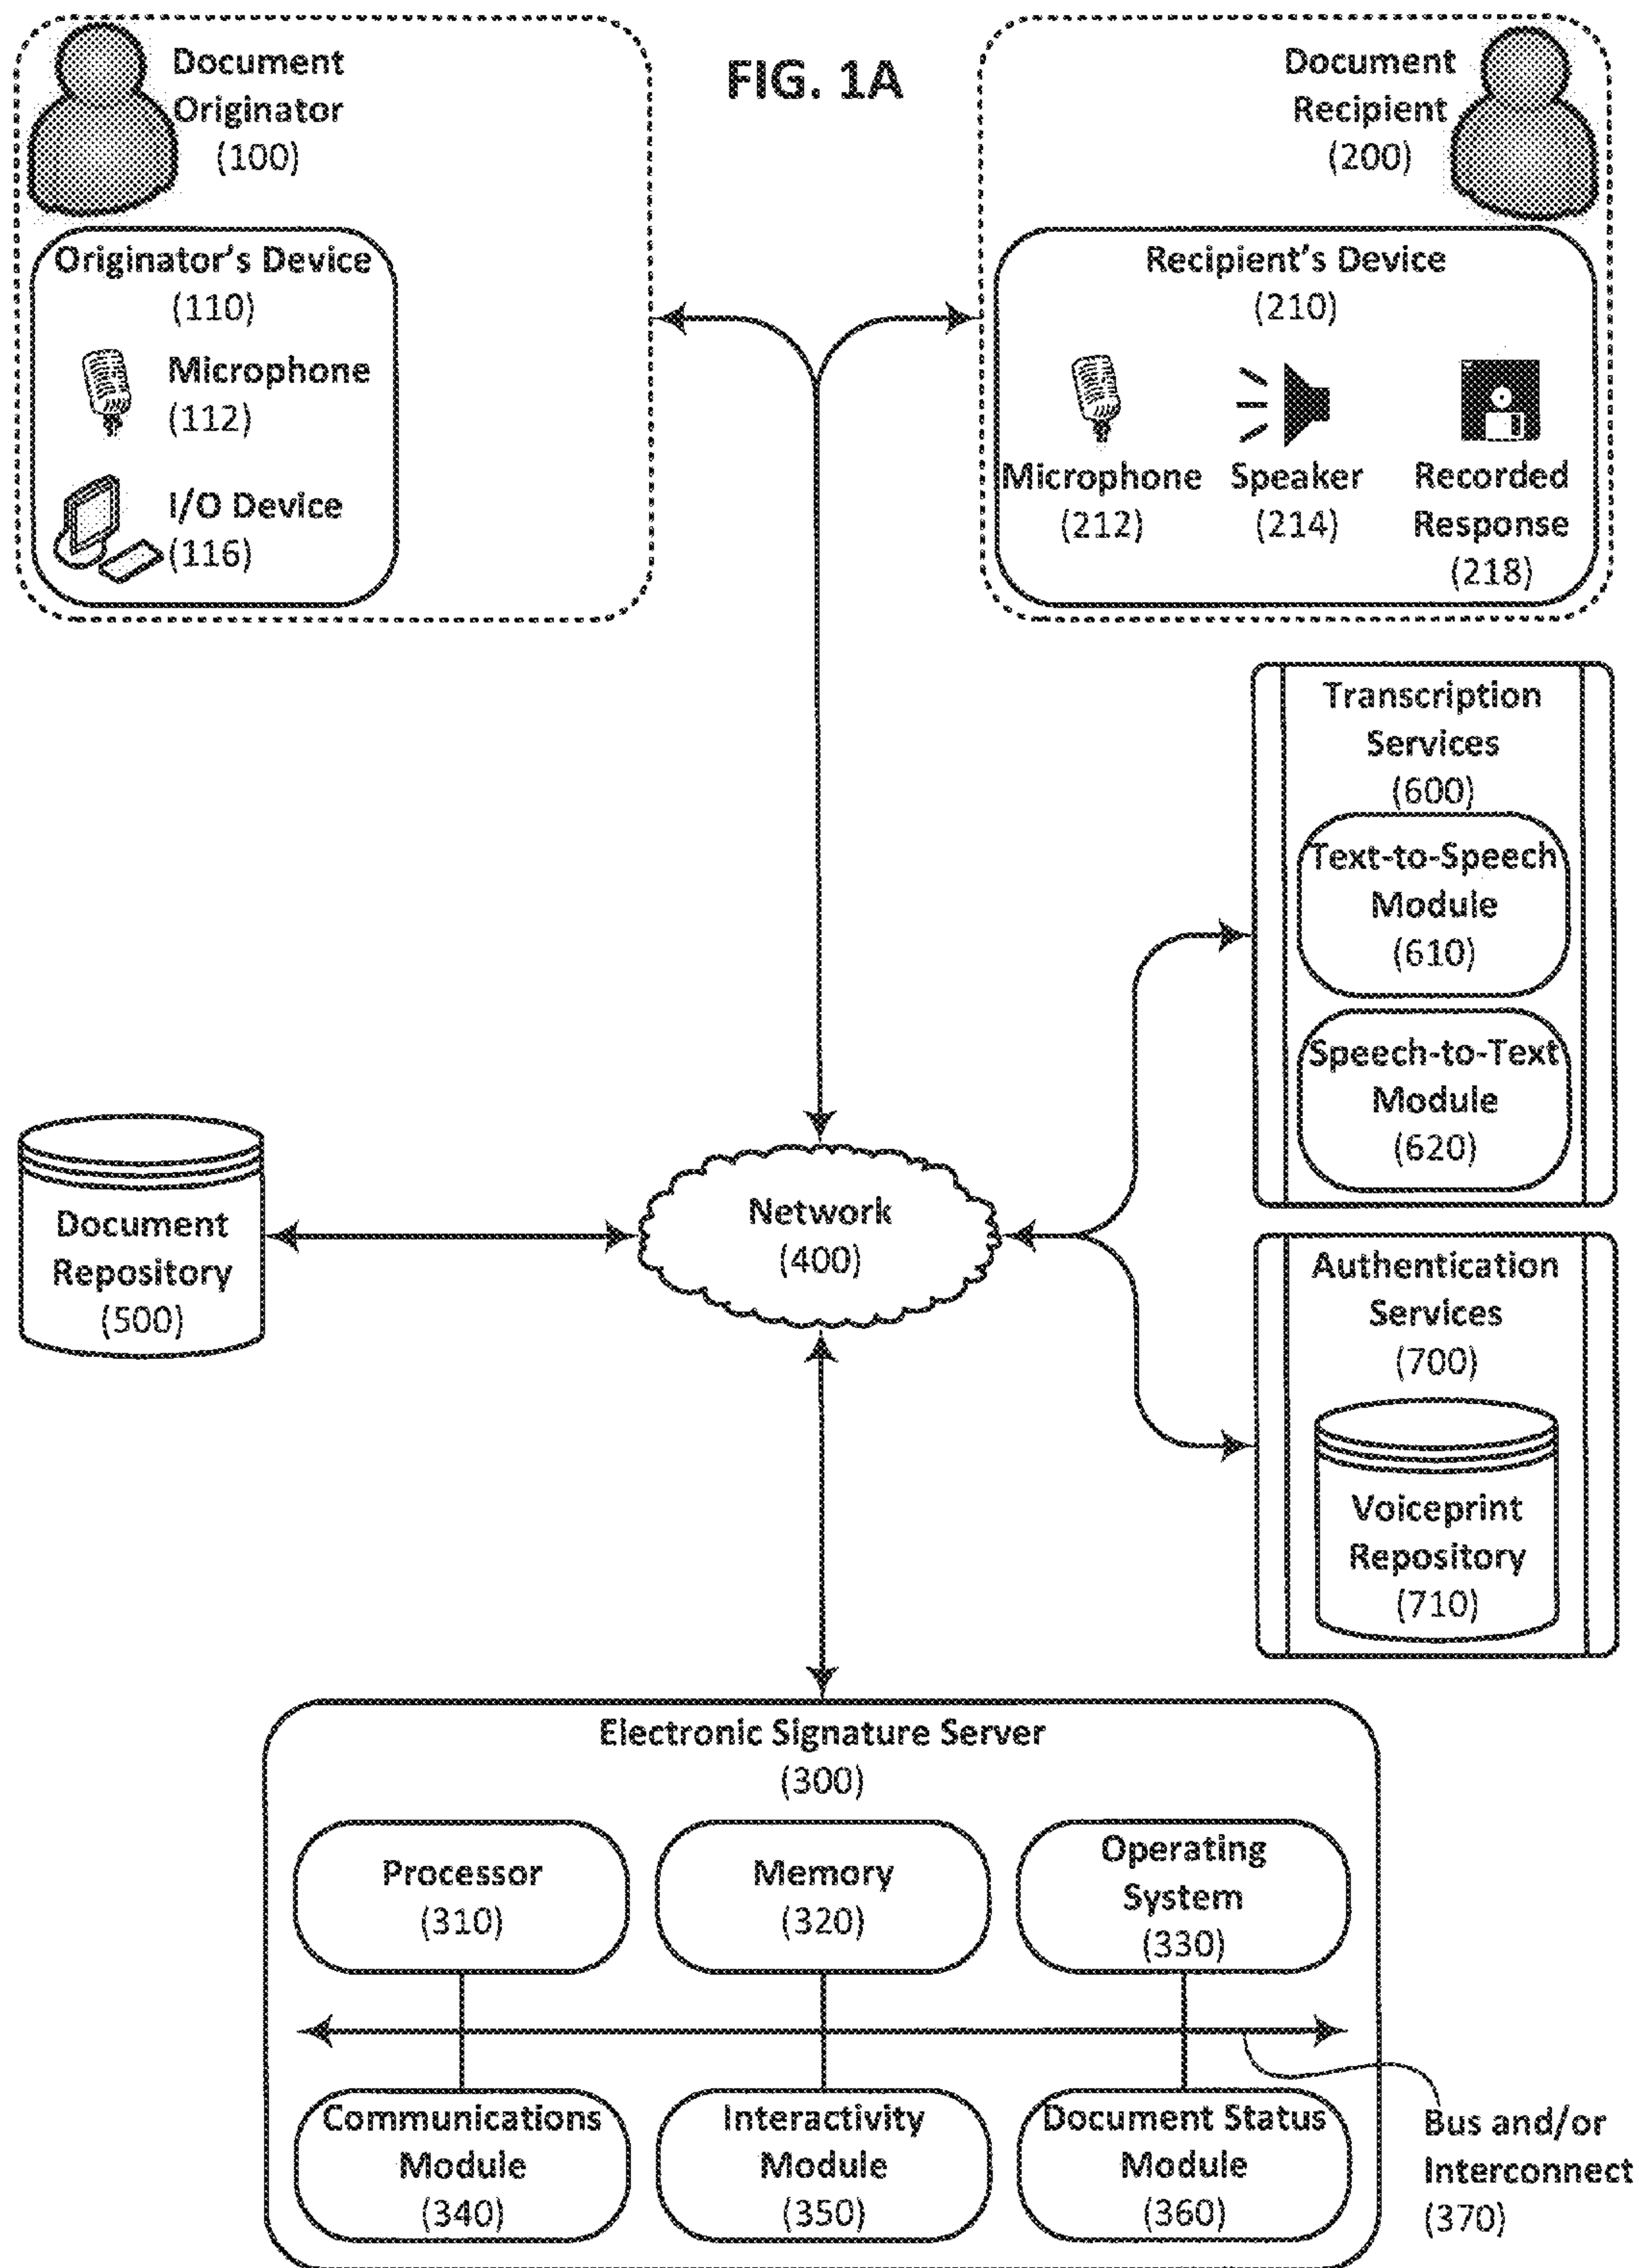 FIG. 1A
Document
Originator
(100)
Originator's Device
(110)
Microphone
(112)
I/O Device
(116)
Document
Recipient
(200)
Recipient's Device
(210)
Microphone
(212)
Speaker
(214)
Recorded
Response
(218)
Transcription
Services
(600)
Text-to-Speech
Module
(610)
Speech-to-Text
Module
(620)
Document
Repository
(500)
Network
(400)
Authentication
Services
(700)
Voiceprint
Repository
(710)
Electronic Signature Server
(300)
Processor
(310)
Memory
(320)
Operating
System
(330)
Communications
Module
(340)
Interactivity
Module
(350)
Document Status
Module
(360)
Bus and/or
Interconnect
(370)